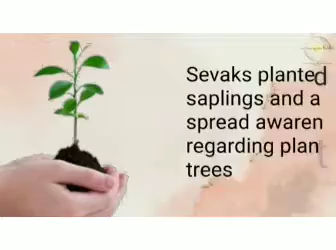 Sevaks planted
saplings and a
spread awaren
regarding plan
trees